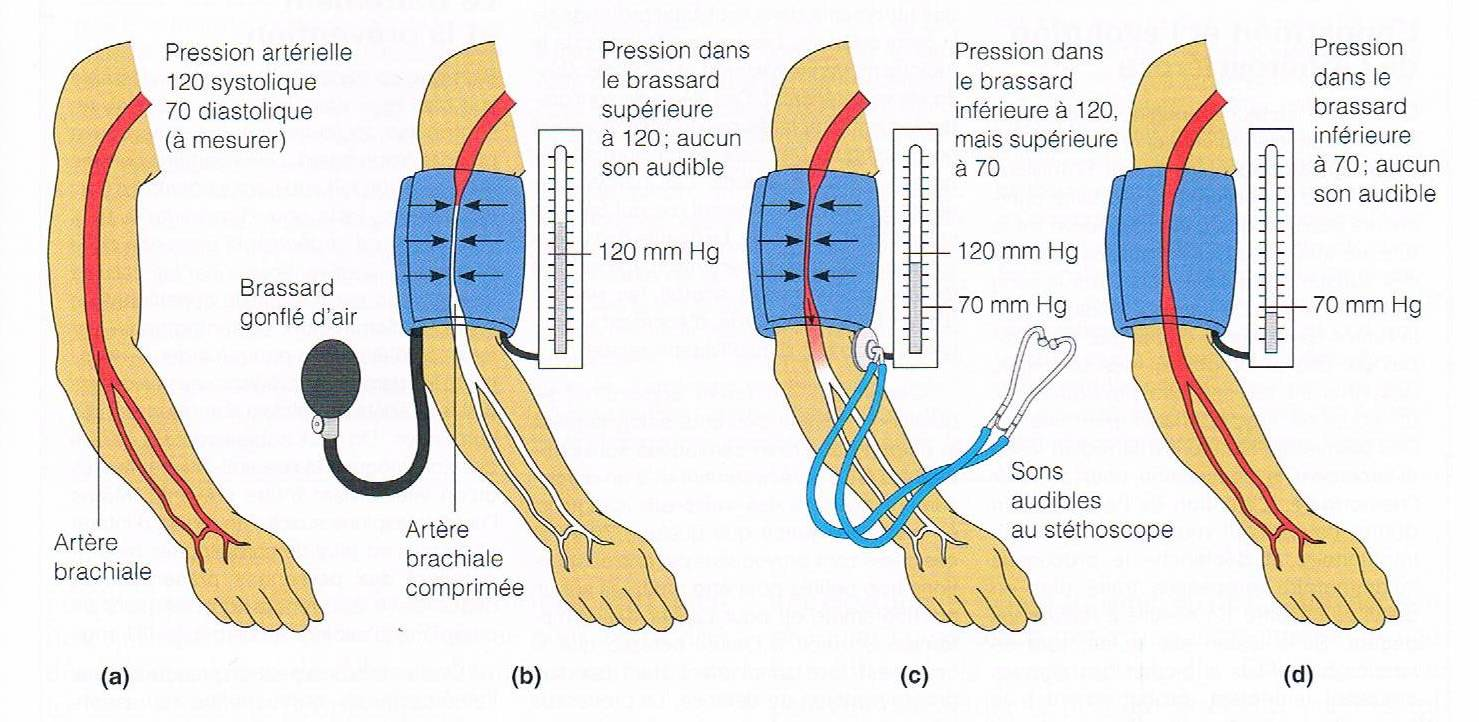 Pression artérielle
120 systolique
70 diastolique
(à mesurer)
Artère
brachiale
(a)
Pression dans
le brassard
supérieure
à 120; aucun
son audible
120 mm Hg
Brassard
gonflé d’air
Artère
brachiale
comprimée
(b)
Pression dans
le brassard
inférieure à 120,
mais supérieure
à 70
120 mm Hg
70 mm Hg
Sons
audibles
au stéthoscope
(c)
Pression
dans le
brassard
inférieure
à 70; aucun
son audible
70 mm Hg
(d)